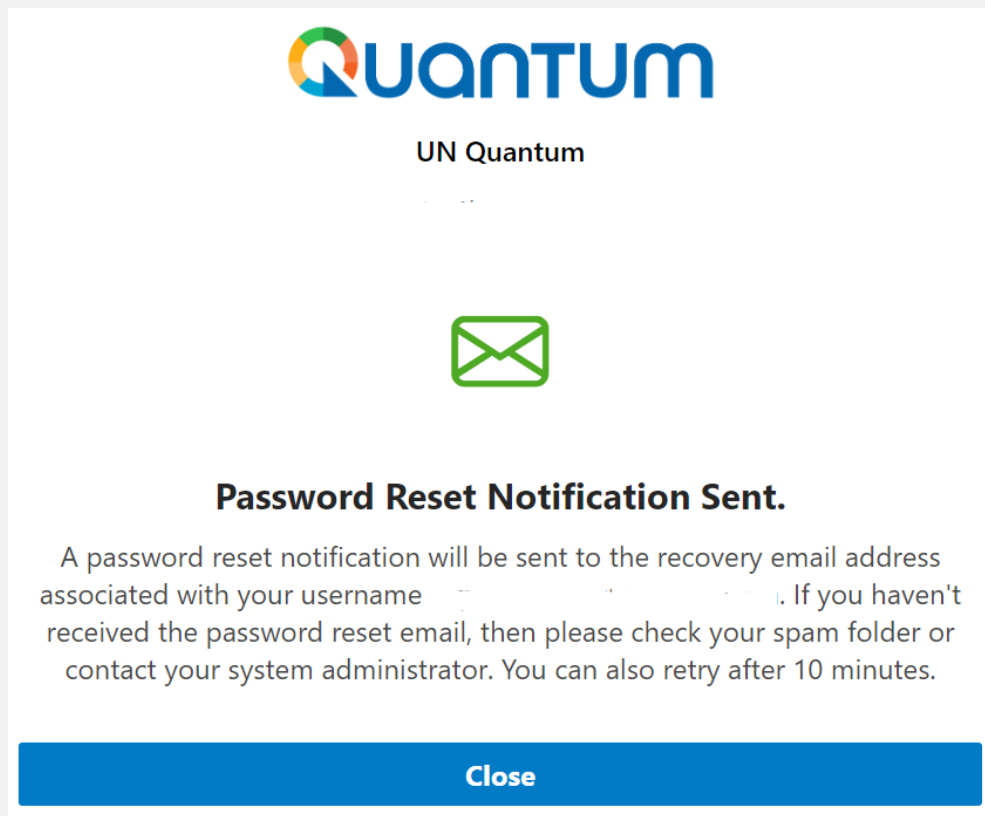 QUANTUM
UN Quantum
Password Reset Notification Sent.
A password reset notification will be sent to the recovery email address
associated with your username . If you haven't
received the password reset email, then please check your spam folder or
contact your system administrator. You can also retry after 10 minutes.
Close